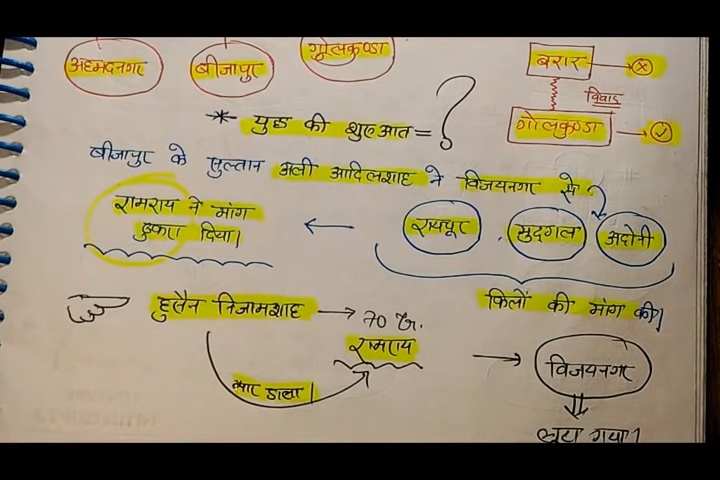 गोलकुण्डा
अहमदनगर
बीजापुर
बरार
विवाद
गोलकुण्डा
* युद्ध की शुरुआत = ?
बीजापुर के सुल्तान अली आदिलशाह ने विजयनगर से
रायचूर, मुद्गल अदोनी
किलों की मांग की।
रामराय ने मांग
ठुकरा दिया।
हुसैन निजामशाह → 70 व.
रामराय
मार डाला।
→ विजयनगर
लूटा गया।